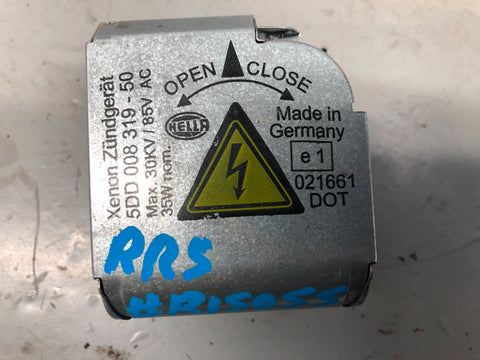 Xenon Zündgerät
5DD 008 319 - 50
Max. 30KV / 85V AC
35W nom.
OPEN CLOSE
HELLA
Made in
Germany
e 1
021661
DOT
RRS
#R15055